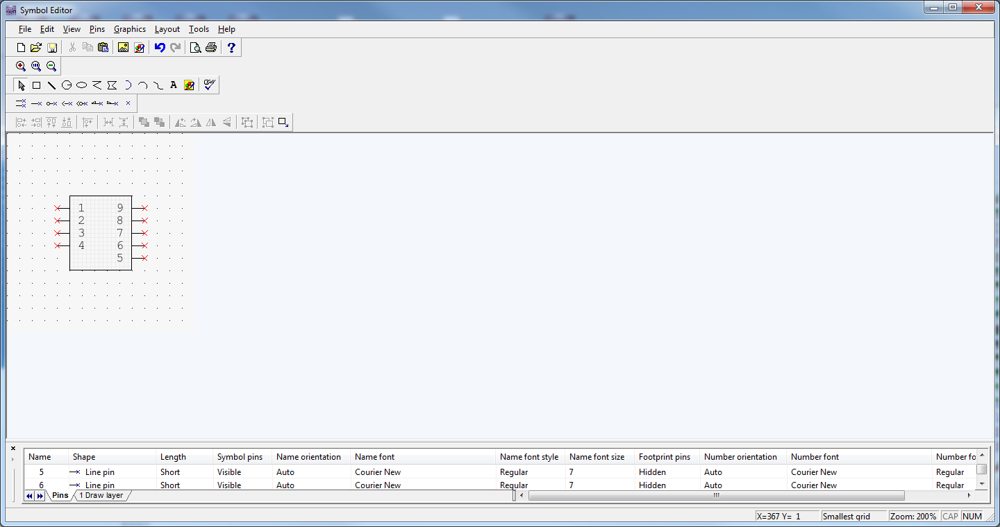 Symbol Editor
File Edit View Pins Graphics Layout Tools Help
A
1 9
2 8
3 7
4 6
5
Name Shape Length Symbol pins Name orientation Name font Name font style Name font size Footprint pins Number orientation Number font Number fo
5 Line pin Short Visible Auto Courier New Regular 7 Hidden Auto Courier New Regular
6 Line pin Short Visible Auto Courier New Regular 7 Hidden Auto Courier New Regular
Pins 1 Draw layer
X=367 Y= 1 Smallest grid Zoom: 200% CAP NUM